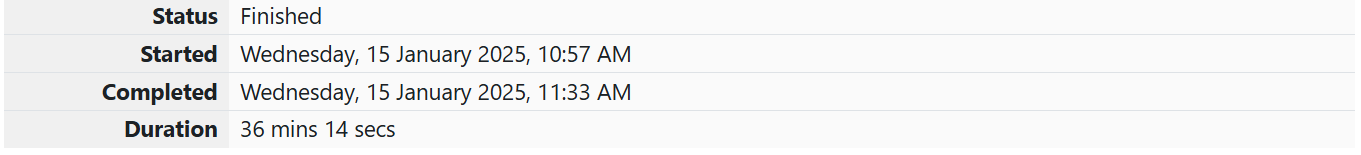 Status Finished
Started Wednesday, 15 January 2025, 10:57 AM
Completed Wednesday, 15 January 2025, 11:33 AM
Duration 36 mins 14 secs